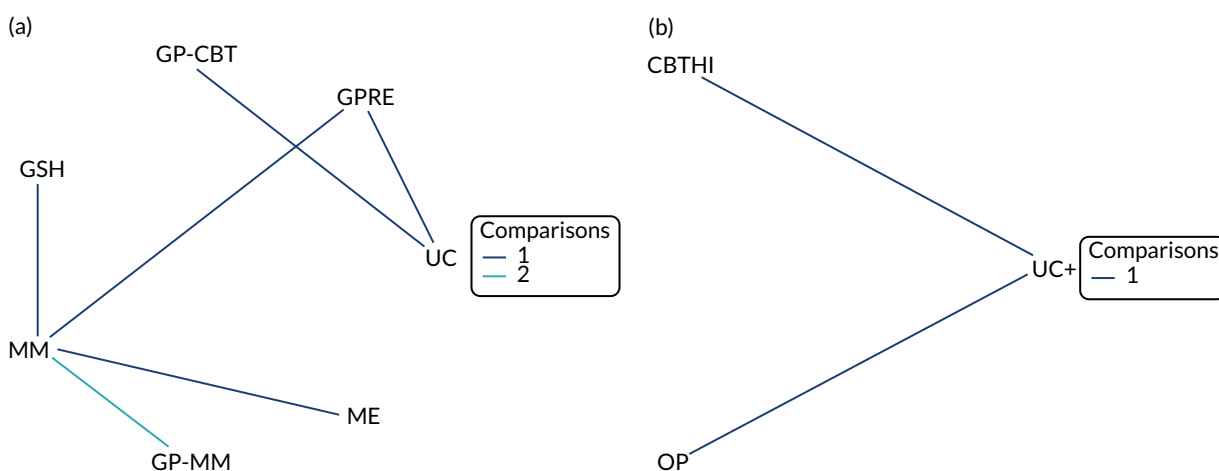 (a)
GP-CBT
GPRE
GSH
UC
Comparisons
1
2
MM
ME
GP-MM
(b)
CBTHI
UC+
Comparisons
1
OP